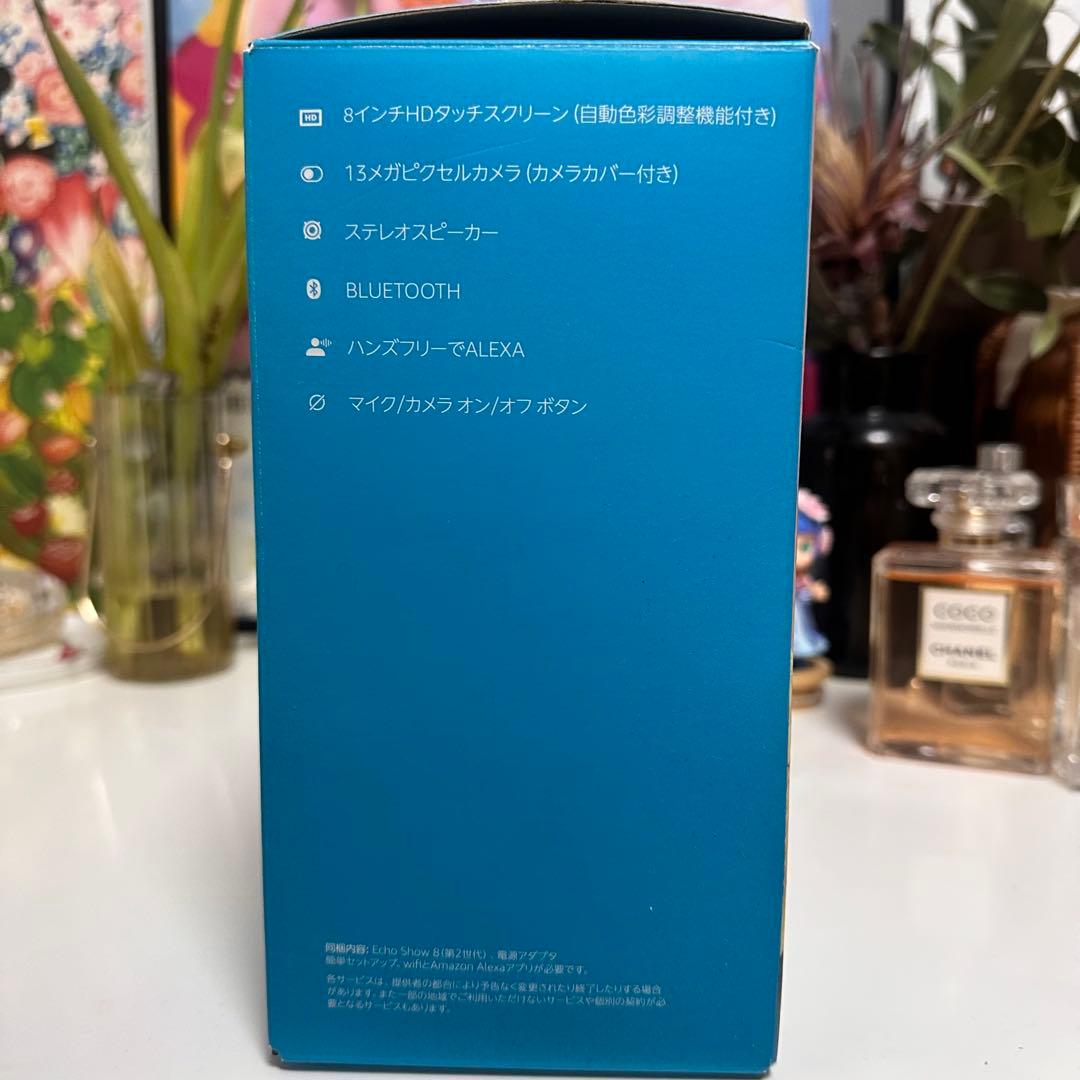 HD 8インチHDタッチスクリーン (自動色彩調整機能付き)
13メガピクセルカメラ (カメラカバー付き)
ステレオスピーカー
BLUETOOTH
ハンズフリーでALEXA
マイク/カメラ オン/オフ ボタン
同梱内容: Echo Show 8 (第2世代) 、電源アダプタ
簡単セットアップ。wifiとAmazon Alexaアプリが必要です。
各サービスは、提供者の都合により予告なく変更されたり終了したりする場合
があります。また一部の地域でご利用いただけないサービスや個別の契約が必
要となるサービスもあります。
COCO
CHANEL